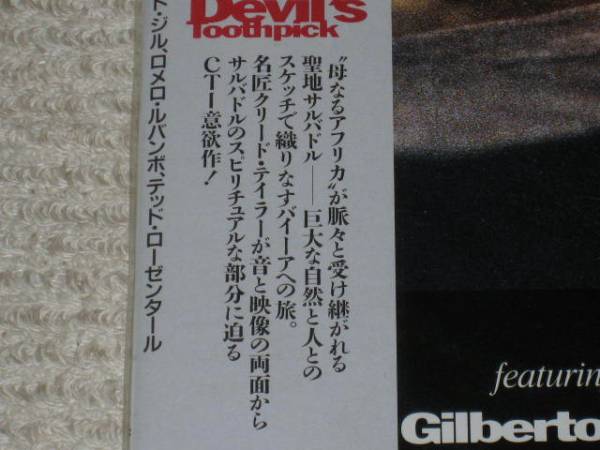 Devil's
Toothpick
“母なるアフリカ”が脈々と受け継がれる
聖地サルバドル――巨大な自然と人との
スケッチで織りなすバイーアへの旅。
名匠クリード・テイラーが音と映像の両面から
サルバドルのスピリチュアルな部分に迫る
CTI意欲作!
ト・ジル、ロメロ・ルバンボ、テッド・ローゼンタール
featurin
Gilberto